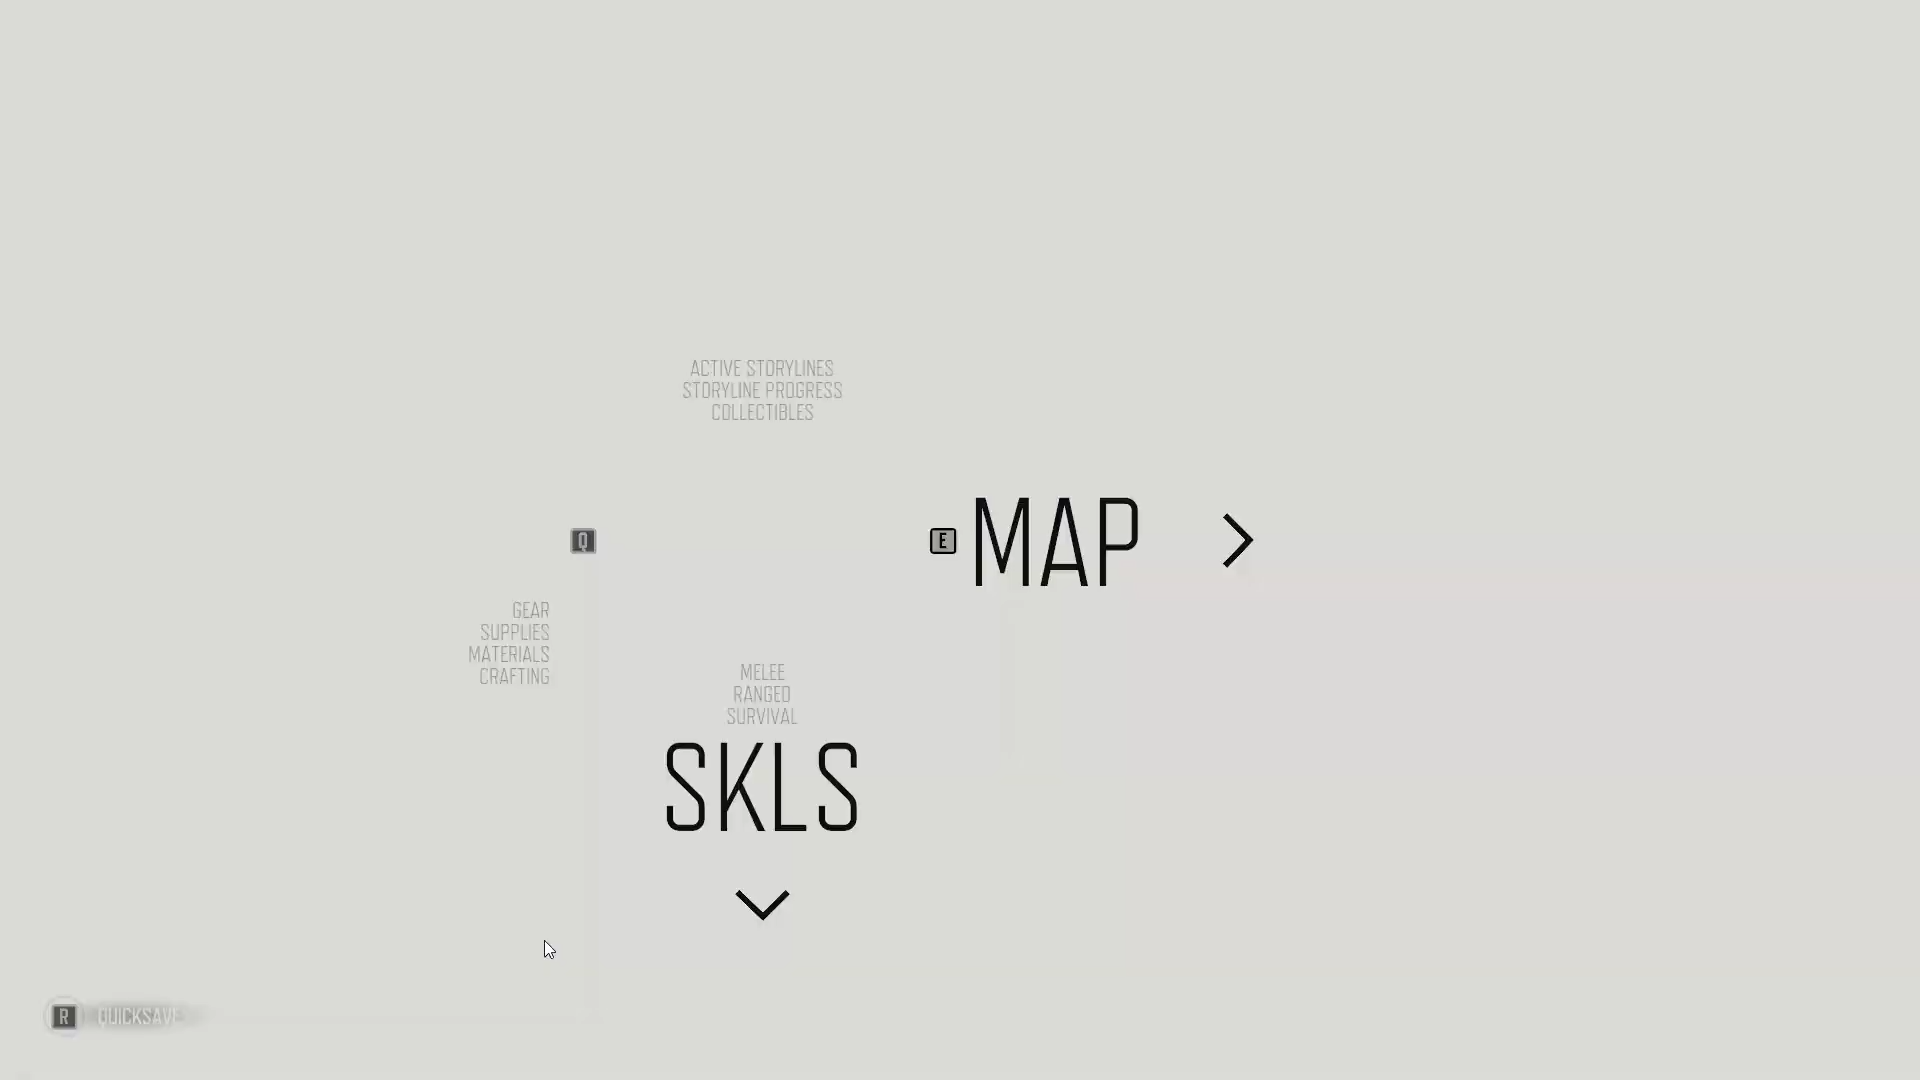 ACTIVE STORYLINES
STORYLINE PROGRESS
COLLECTIBLES
Q
E MAP
GEAR
SUPPLIES
MATERIALS
CRAFTING
MELEE
RANGED
SURVIVAL
SKLS
R QUICKSAVE